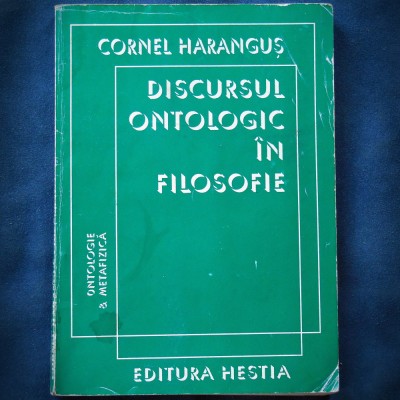 CORNEL HARANGUȘ
DISCURSUL
ONTOLOGIC
ÎN
FILOSOFIE
ONTOLOGIE
& METAFIZICĂ
EDITURA HESTIA